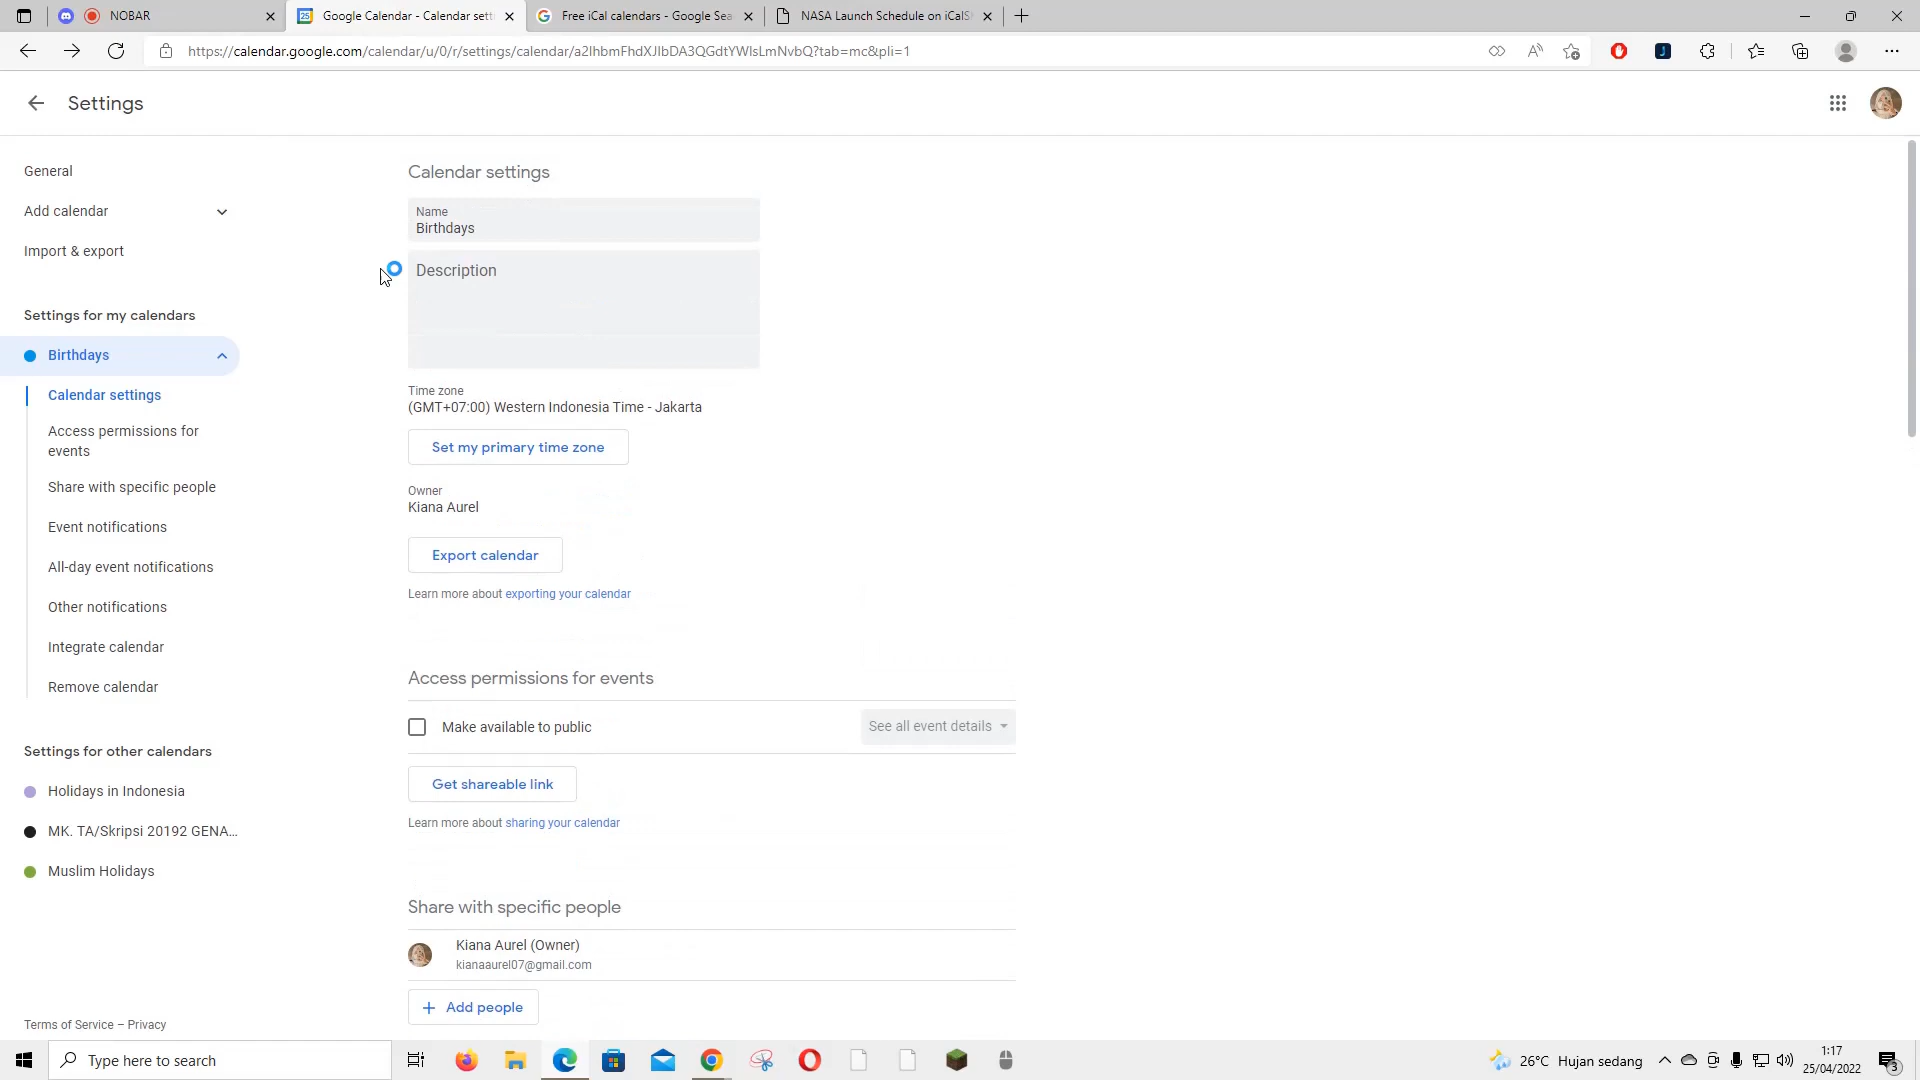 NOBAR
Google Calendar - Calendar sett
Free iCal calendars - Google Sea
NASA Launch Schedule on iCalS
https://calendar.google.com/calendar/u/0/r/settings/calendar/a2lhbmFhdXJlbDA3QGdtYWlsLmNvbQ?tab=mc&pli=1
Settings
General
Add calendar
Import & export
Settings for my calendars
Birthdays
Calendar settings
Access permissions for
events
Share with specific people
Event notifications
All-day event notifications
Other notifications
Integrate calendar
Remove calendar
Settings for other calendars
Holidays in Indonesia
MK. TA/Skripsi 20192 GENA...
Muslim Holidays
Terms of Service – Privacy
Calendar settings
Name
Birthdays
Description
Time zone
(GMT+07:00) Western Indonesia Time - Jakarta
Set my primary time zone
Owner
Kiana Aurel
Export calendar
Learn more about exporting your calendar
Access permissions for events
Make available to public
See all event details
Get shareable link
Learn more about sharing your calendar
Share with specific people
Kiana Aurel (Owner)
kianaaurel07@gmail.com
Add people
Type here to search
26°C Hujan sedang
1:17
25/04/2022
3